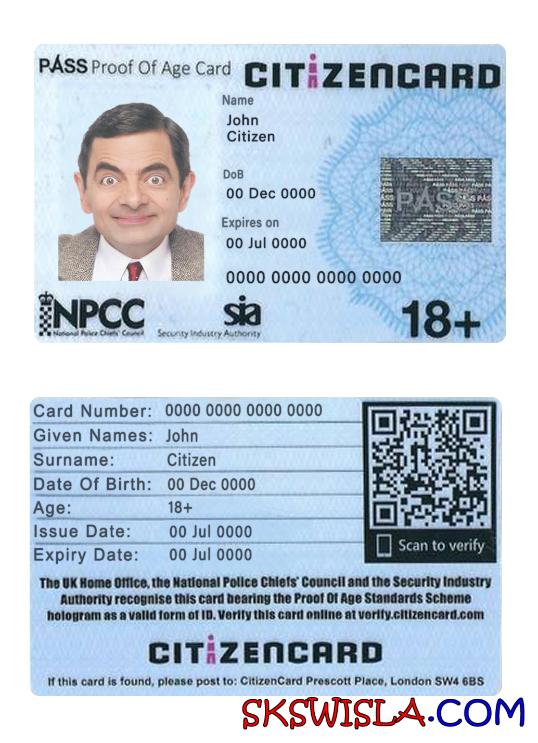 PASS Proof Of Age Card CITIZENCARD
Name
John
Citizen
DoB
00 Dec 0000
Expires on
00 Jul 0000
PASS
0000 0000 0000 0000
NPCC
National Police Chiefs' Council
sia
Security Industry Authority
18+
Card Number: 0000 0000 0000 0000
Given Names: John
Surname: Citizen
Date Of Birth: 00 Dec 0000
Age: 18+
Issue Date: 00 Jul 0000
Expiry Date: 00 Jul 0000
Scan to verify
The UK Home Office, the National Police Chiefs' Council and the Security Industry
Authority recognise this card bearing the Proof Of Age Standards Scheme
hologram as a valid form of ID. Verify this card online at verify.citizencard.com
CITIZENCARD
If this card is found, please post to: CitizenCard Prescott Place, London SW4 6BS
SKSWISLA.COM